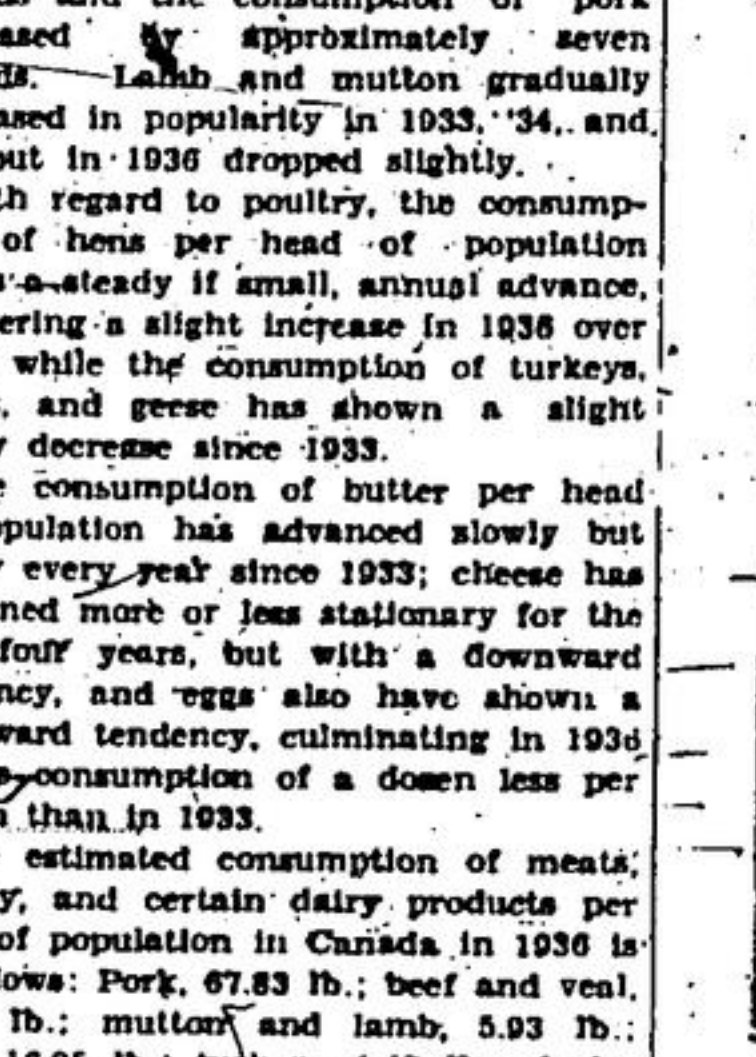 and the consumption of pork
ased by approximately seven
ds. Lamb and mutton gradually
ased in popularity in 1933, '34, and
out in 1936 dropped slightly.
th regard to poultry, the consump-
of hens per head of population
s a steady if small, annual advance,
ering a slight increase in 1936 over
while the consumption of turkeys,
, and geese has shown a slight
y decrease since 1933.
e consumption of butter per head
opulation has advanced slowly but
y every year since 1933; cheese has
ned more or less stationary for the
four years, but with a downward
ncy, and eggs also have shown a
ward tendency, culminating in 1936
consumption of a dozen less per
n than in 1933.
estimated consumption of meats,
y, and certain dairy products per
of population in Canada in 1936 is
lows: Pork, 67.83 lb.; beef and veal,
lb.; mutton and lamb, 5.93 lb.;